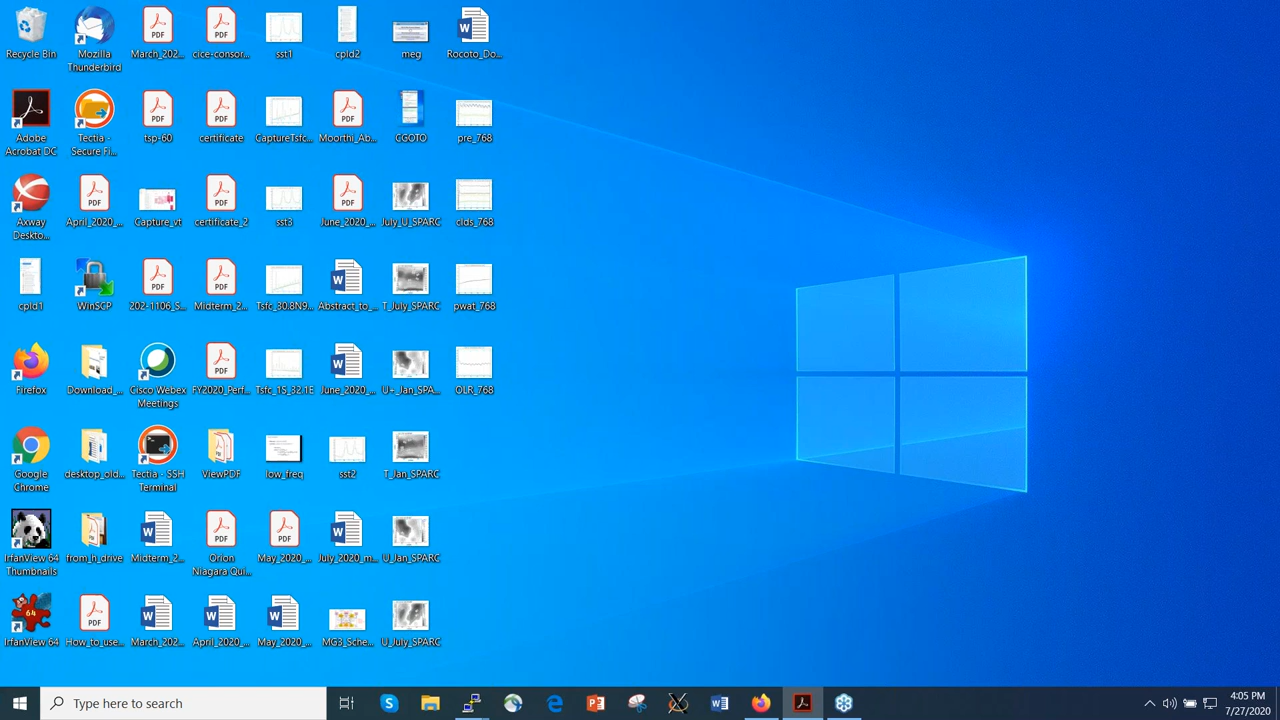 Recycle Bin
Mozilla
Thunderbird
March_202...
cice-consor...
sst1
cpld2
meg
Rocoto_Do...
Adobe
Acrobat DC
Tectia -
Secure Fi...
tsp-60
certificate
CaptureTsfc...
Moorthi_Ab...
CGOTO
pre_768
Axway
Deskto...
April_2020_...
Capture_vt
certificate_2
sst3
June_2020_...
July_U_SPARC
clds_768
cpld1
WinSCP
202-1106_S...
Midterm_2...
Tsfc_30.8N9...
Abstract_to_...
T_July_SPARC
pwat_768
Firefox
Download_...
Cisco Webex
Meetings
FY2020_Perf...
Tsfc_1S_32.1E
June_2020_...
U+_Jan_SPA...
OLR_768
Google
Chrome
desktop_old...
Tectia - SSH
Terminal
ViewPDF
low_freq
sst2
T_Jan_SPARC
IrfanView 64
Thumbnails
from_h_drive
Midterm_2...
Orion
Niagara Qui...
May_2020_...
July_2020_m...
U_Jan_SPARC
IrfanView 64
How_to_use...
March_202...
April_2020_...
May_2020_...
MG3_Sche...
U_July_SPARC
Type here to search
4:05 PM
7/27/2020